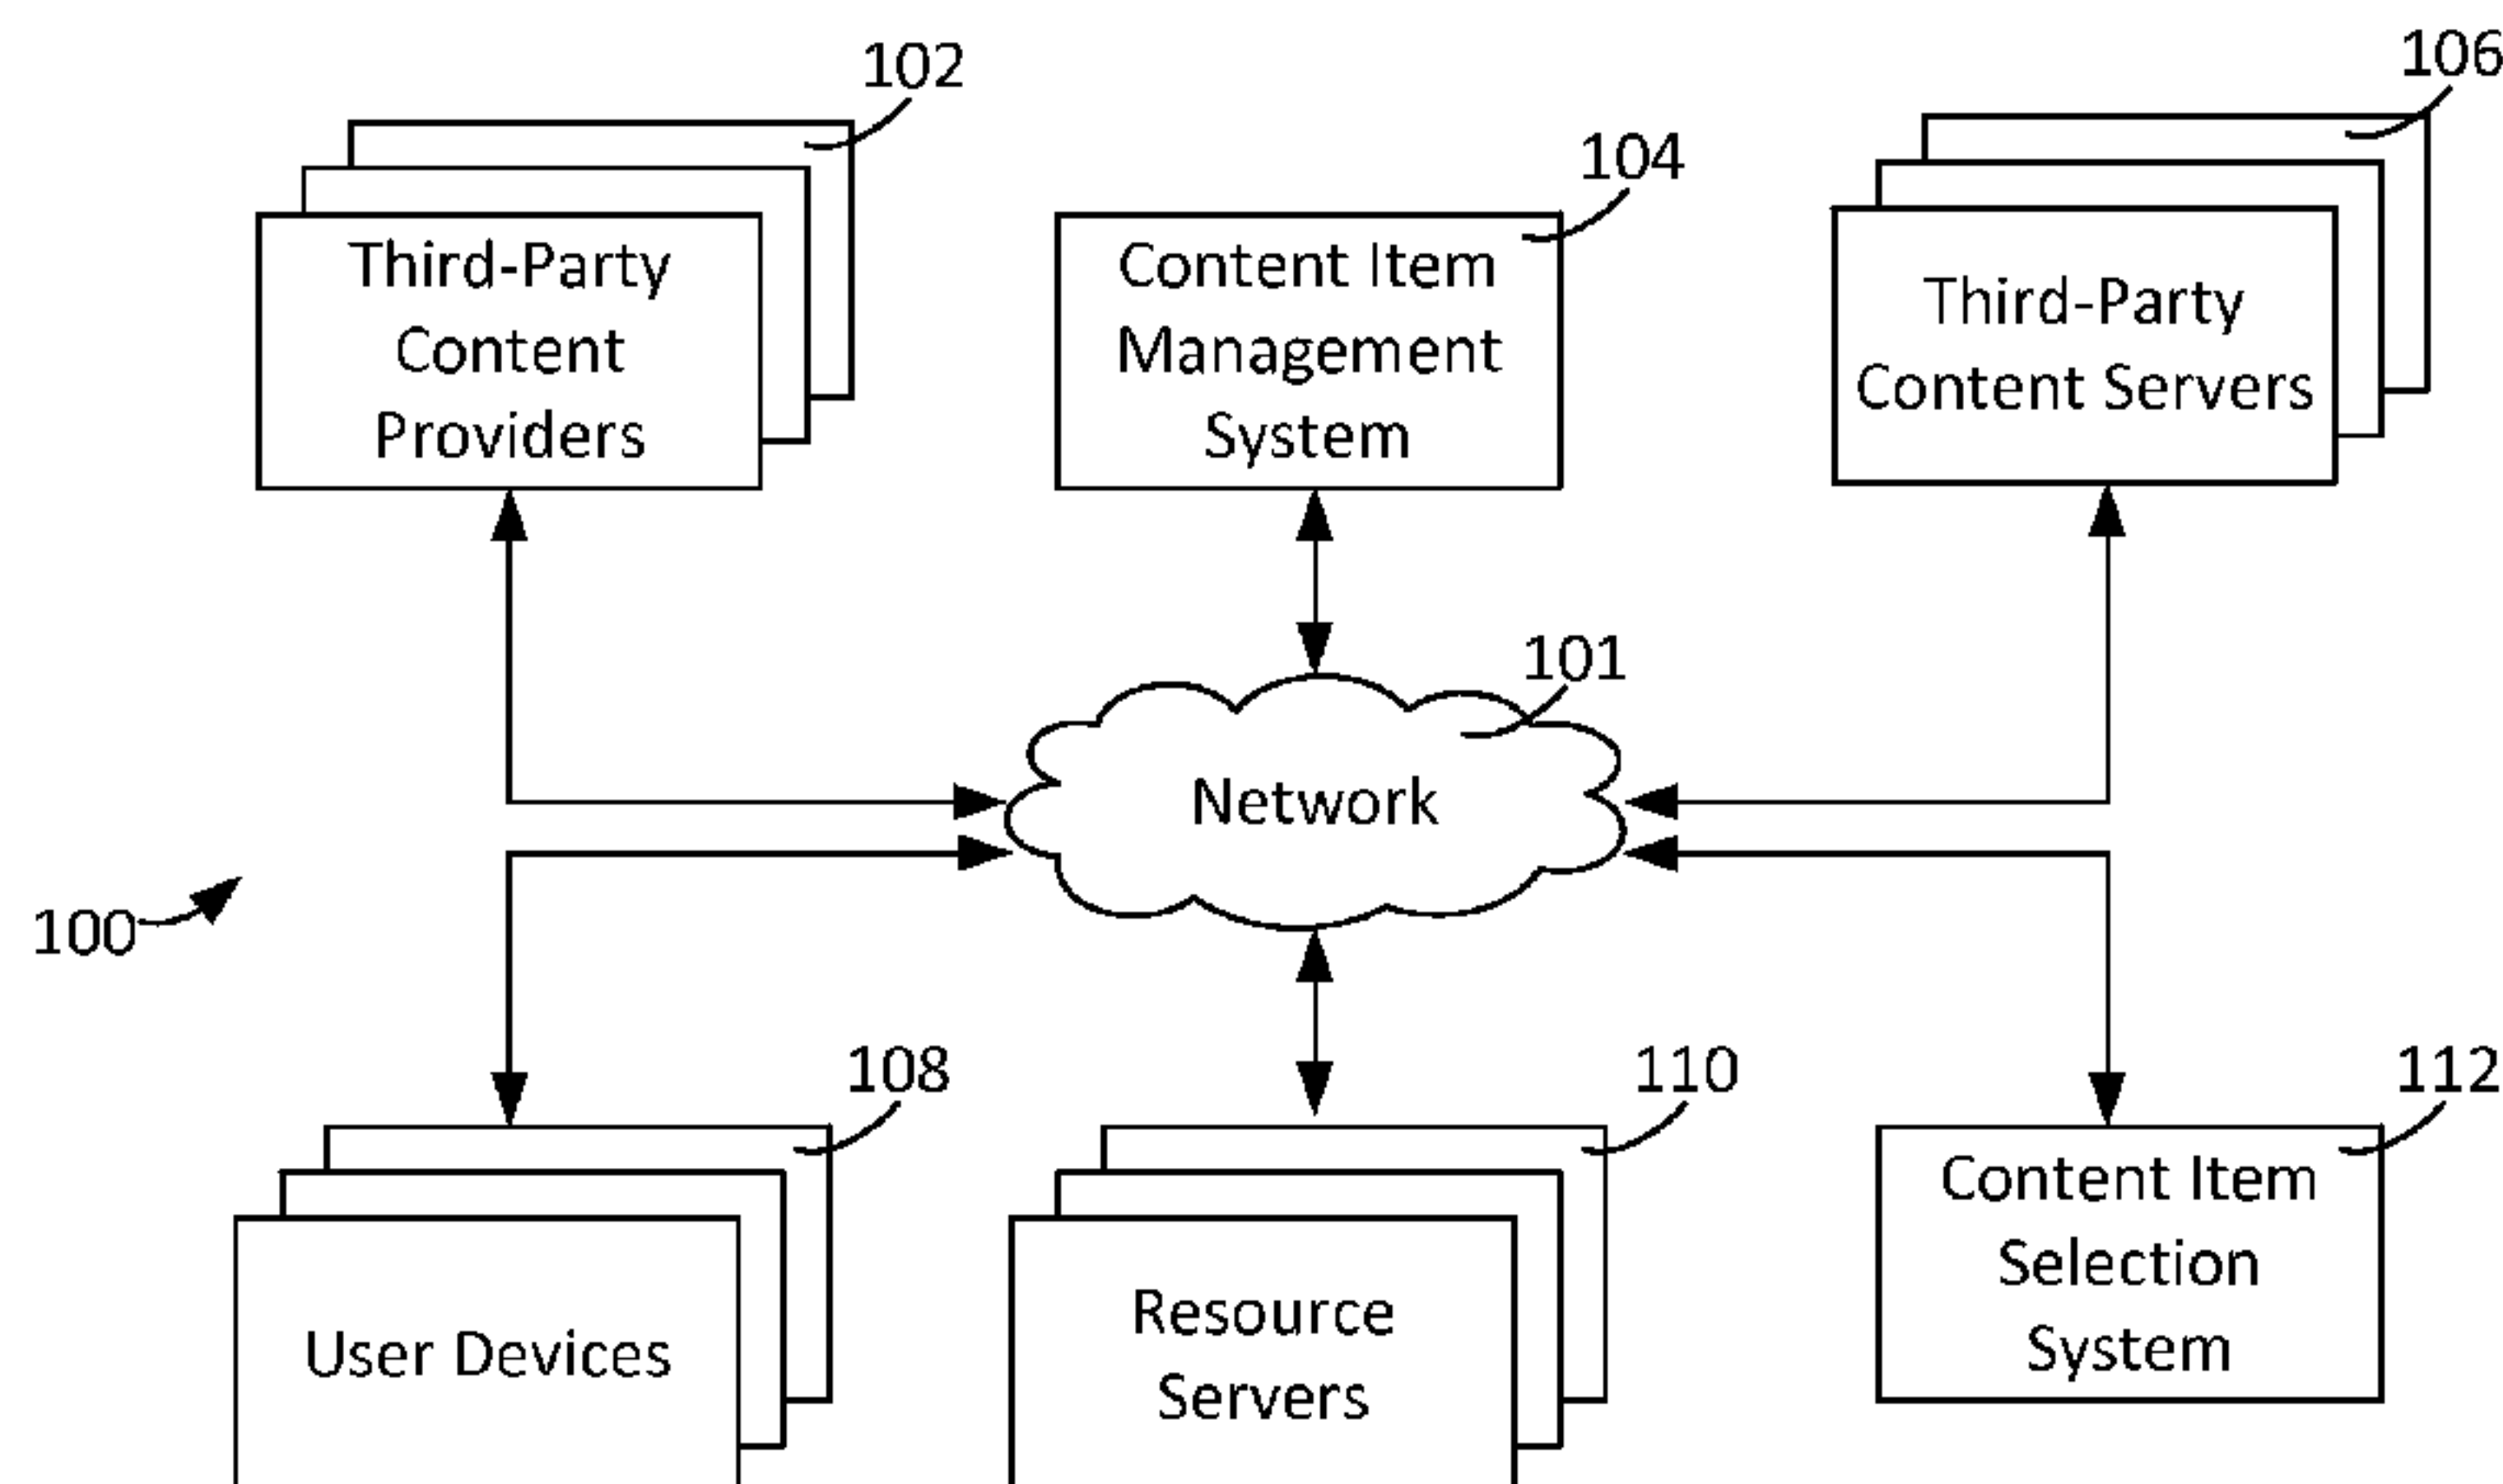 102
106
104
Third-Party
Content
Providers
Content Item
Management
System
Third-Party
Content Servers
101
Network
100
108
110
112
User Devices
Resource
Servers
Content Item
Selection
System